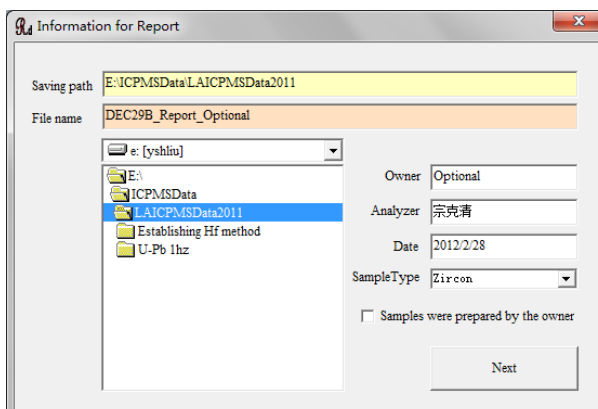 Information for Report
Saving path E:\ICPMSData\LAICPMSData2011
File name DEC29B_Report_Optional
e: [yshliu]
E:\
ICPMSData
LAICPMSData2011
Establishing Hf method
U-Pb 1hz
Owner Optional
Analyzer 宗克清
Date 2012/2/28
SampleType Zircon
Samples were prepared by the owner
Next